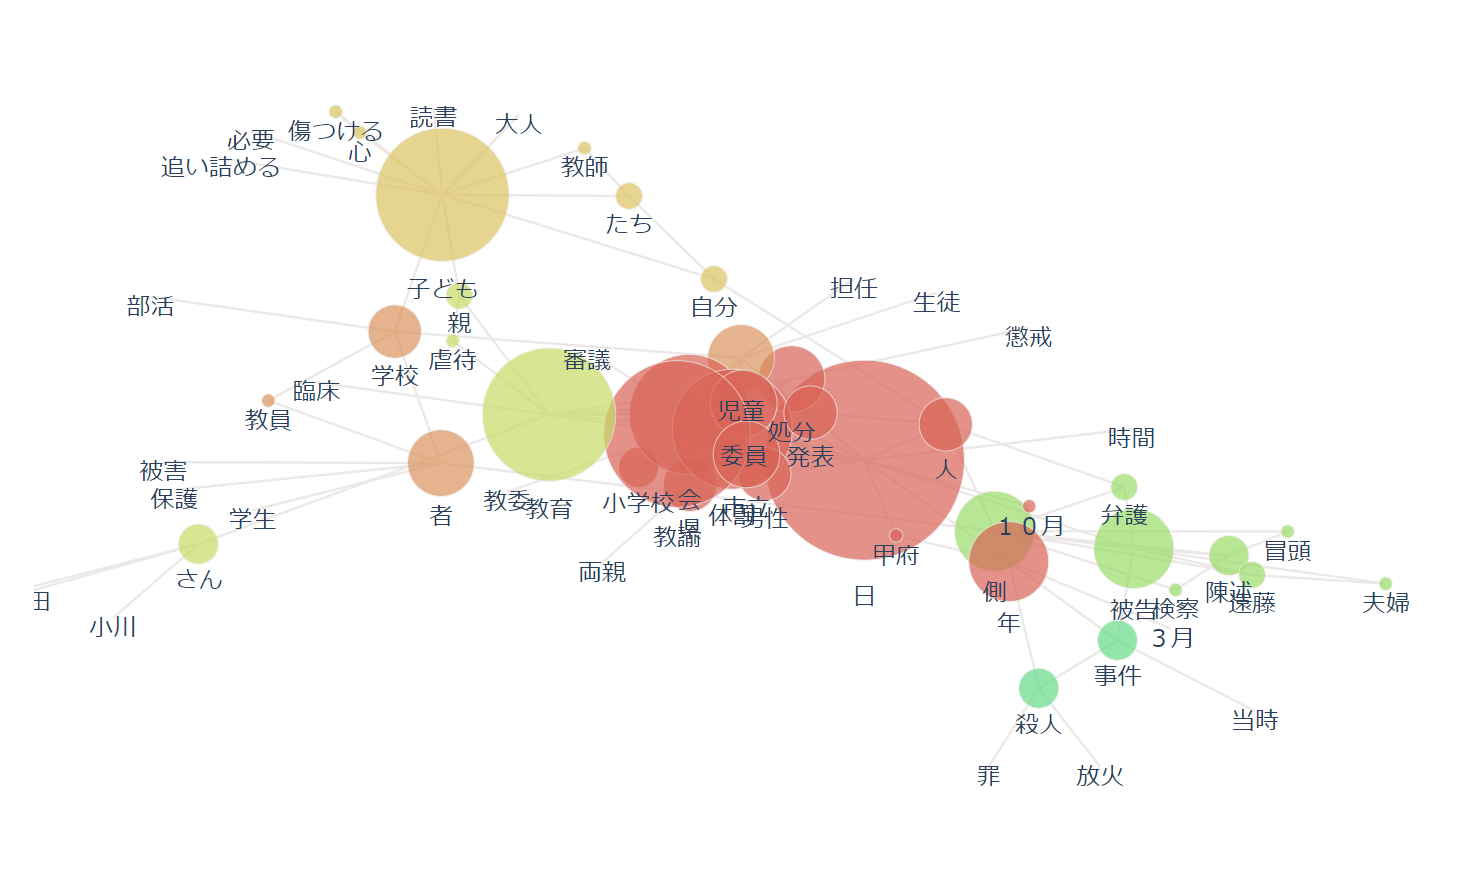 読書
大人
傷つける
必要
心
追い詰める
教師
たち
子ども
担任
生徒
部活
自分
親
懲戒
虐待
審議
学校
臨床
教員
児童
処分
時間
委員
発表
人
被害
保護
教委
教育
小学校
会
県
市立
体罰
男性
者
学生
弁護
10月
教諭
甲府
冒頭
両親
さん
日
側
陳述
田
遠藤
夫婦
被告
検察
年
小川
3月
事件
殺人
当時
罪
放火